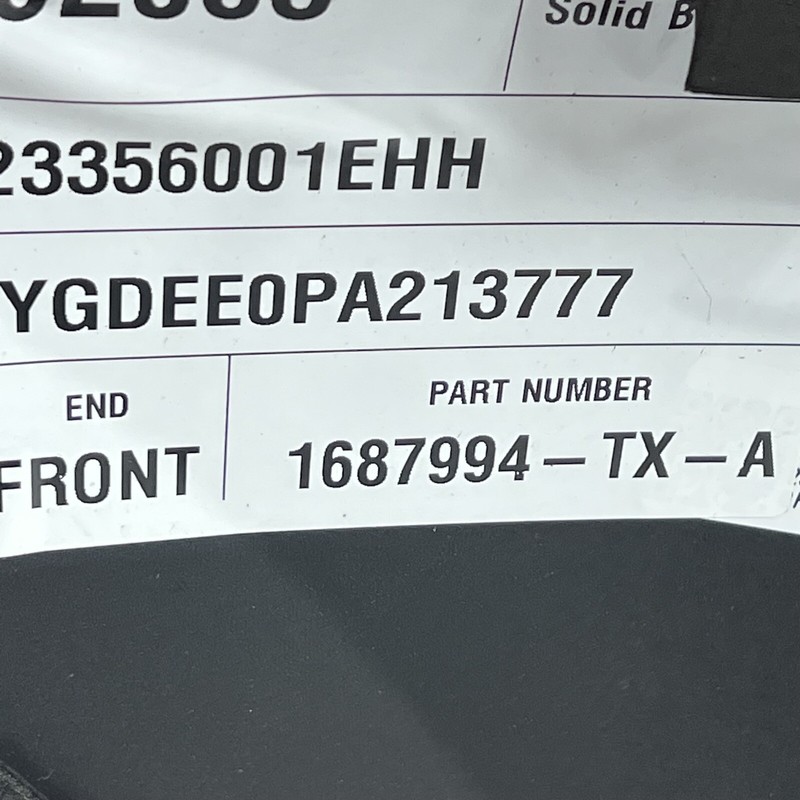 Solid B
23356001EHH
YGDEE0PA213777
END
PART NUMBER
FRONT
1687994-TX-A